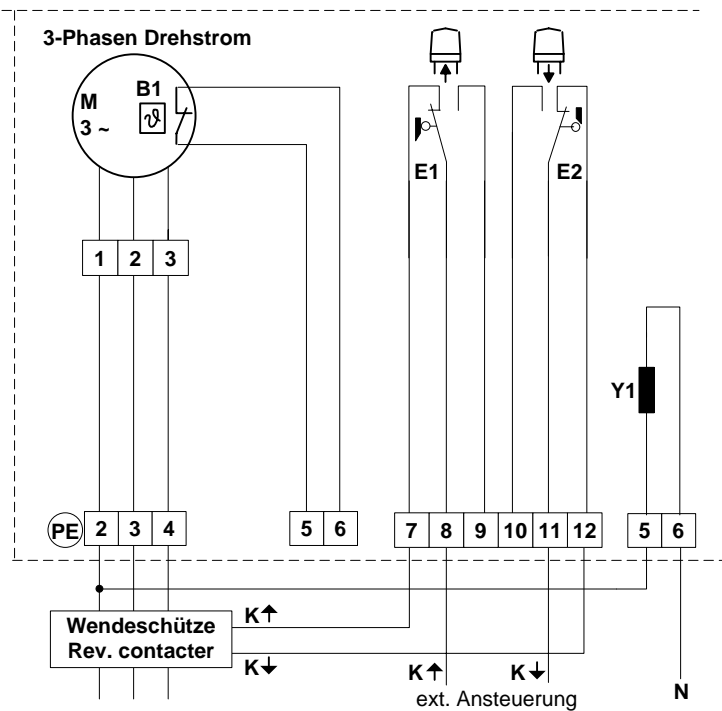 3-Phasen Drehstrom
M
3 ~
B1
ϑ
E1
E2
1 2 3
Y1
PE 2 3 4
5 6
7 8 9 10 11 12
5 6
Wendeschütze
Rev. contacter
K↑
K↓
K↑
K↓
ext. Ansteuerung
N